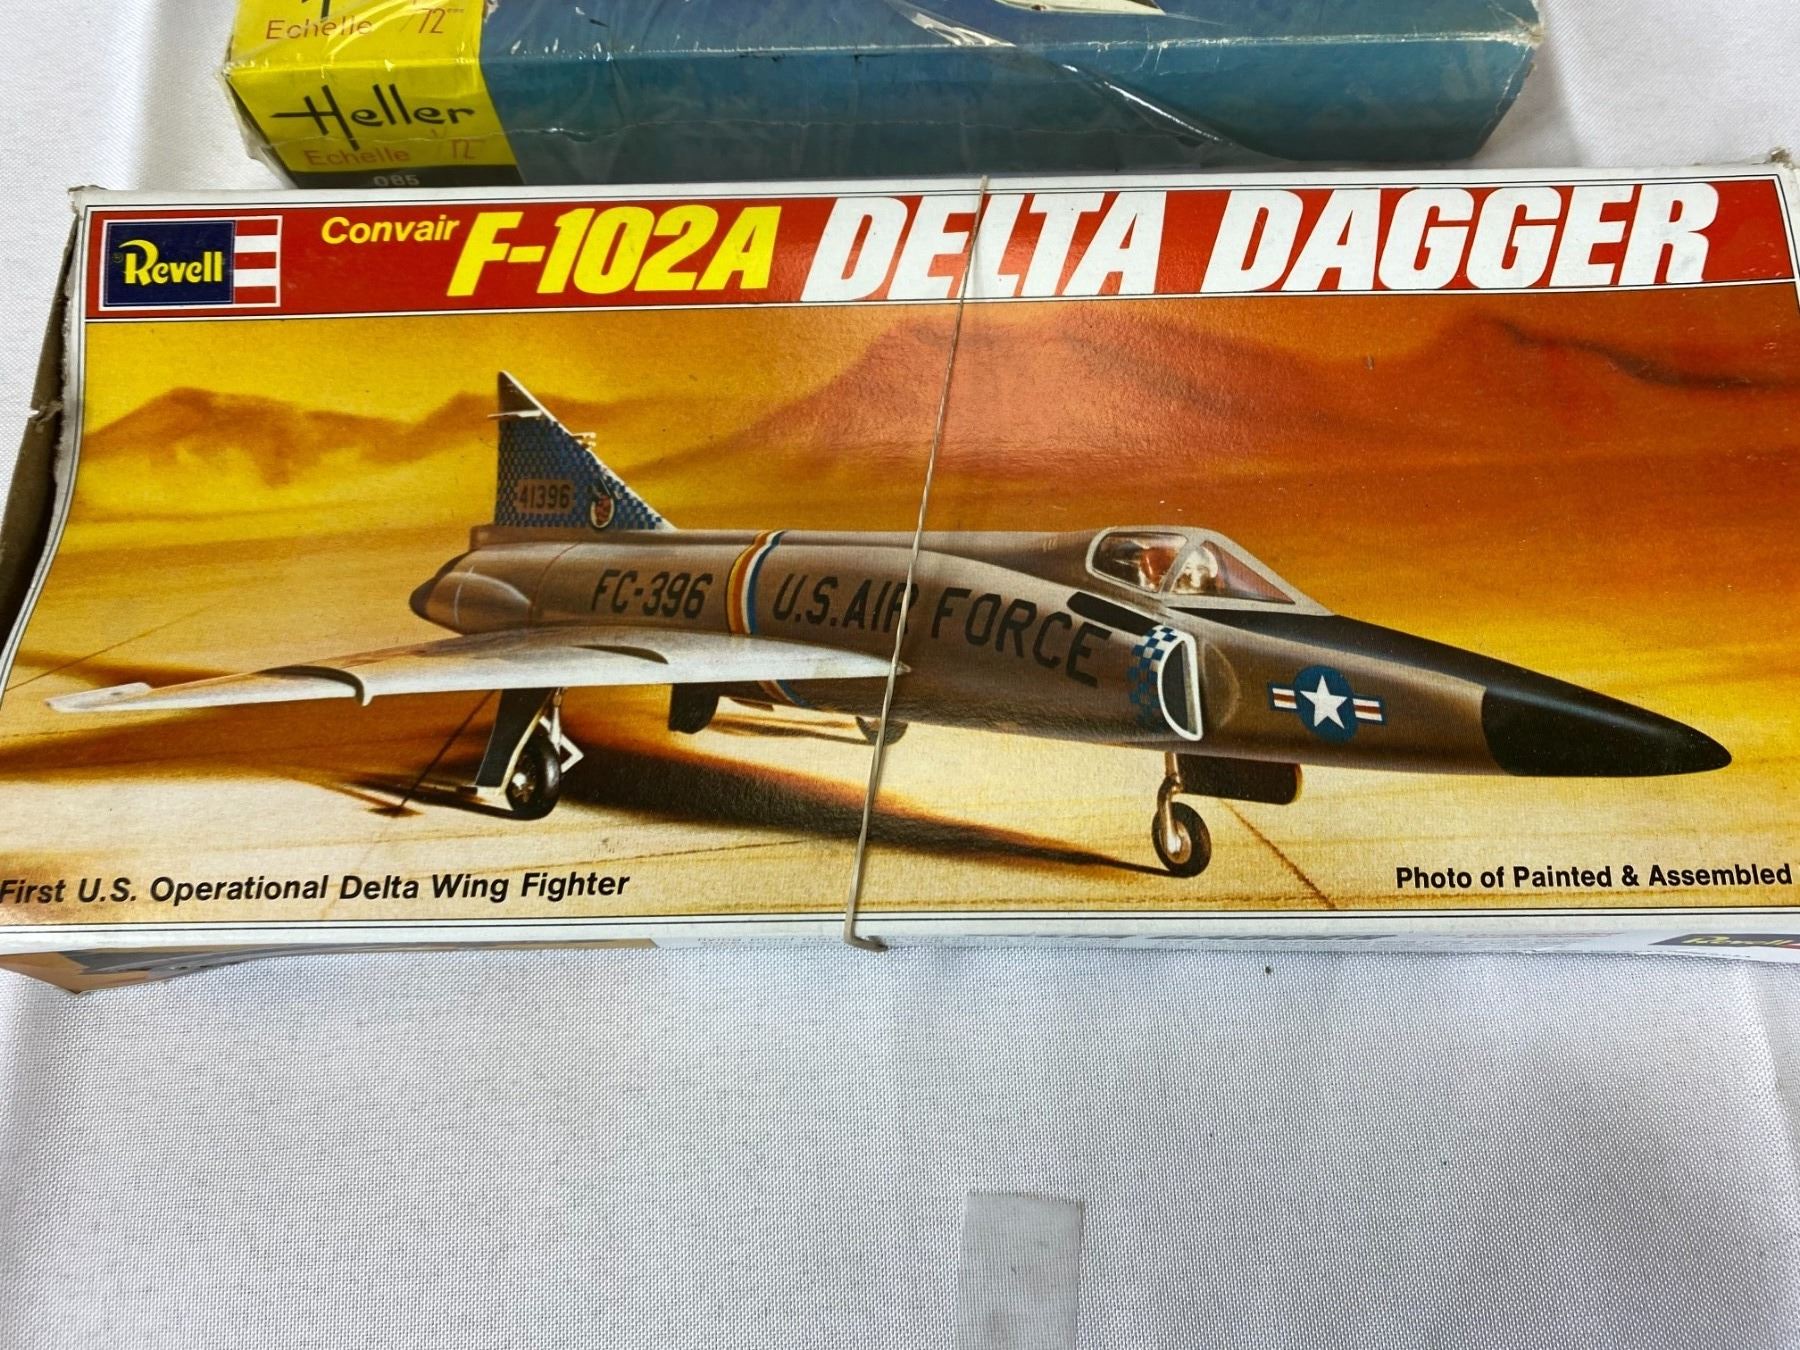 Echelle 1/72
Heller
Echelle 1/72
085
Revell
Convair F-102A DELTA DAGGER
41396
FC-396 U.S. AIR FORCE
First U.S. Operational Delta Wing Fighter
Photo of Painted & Assembled
Revell